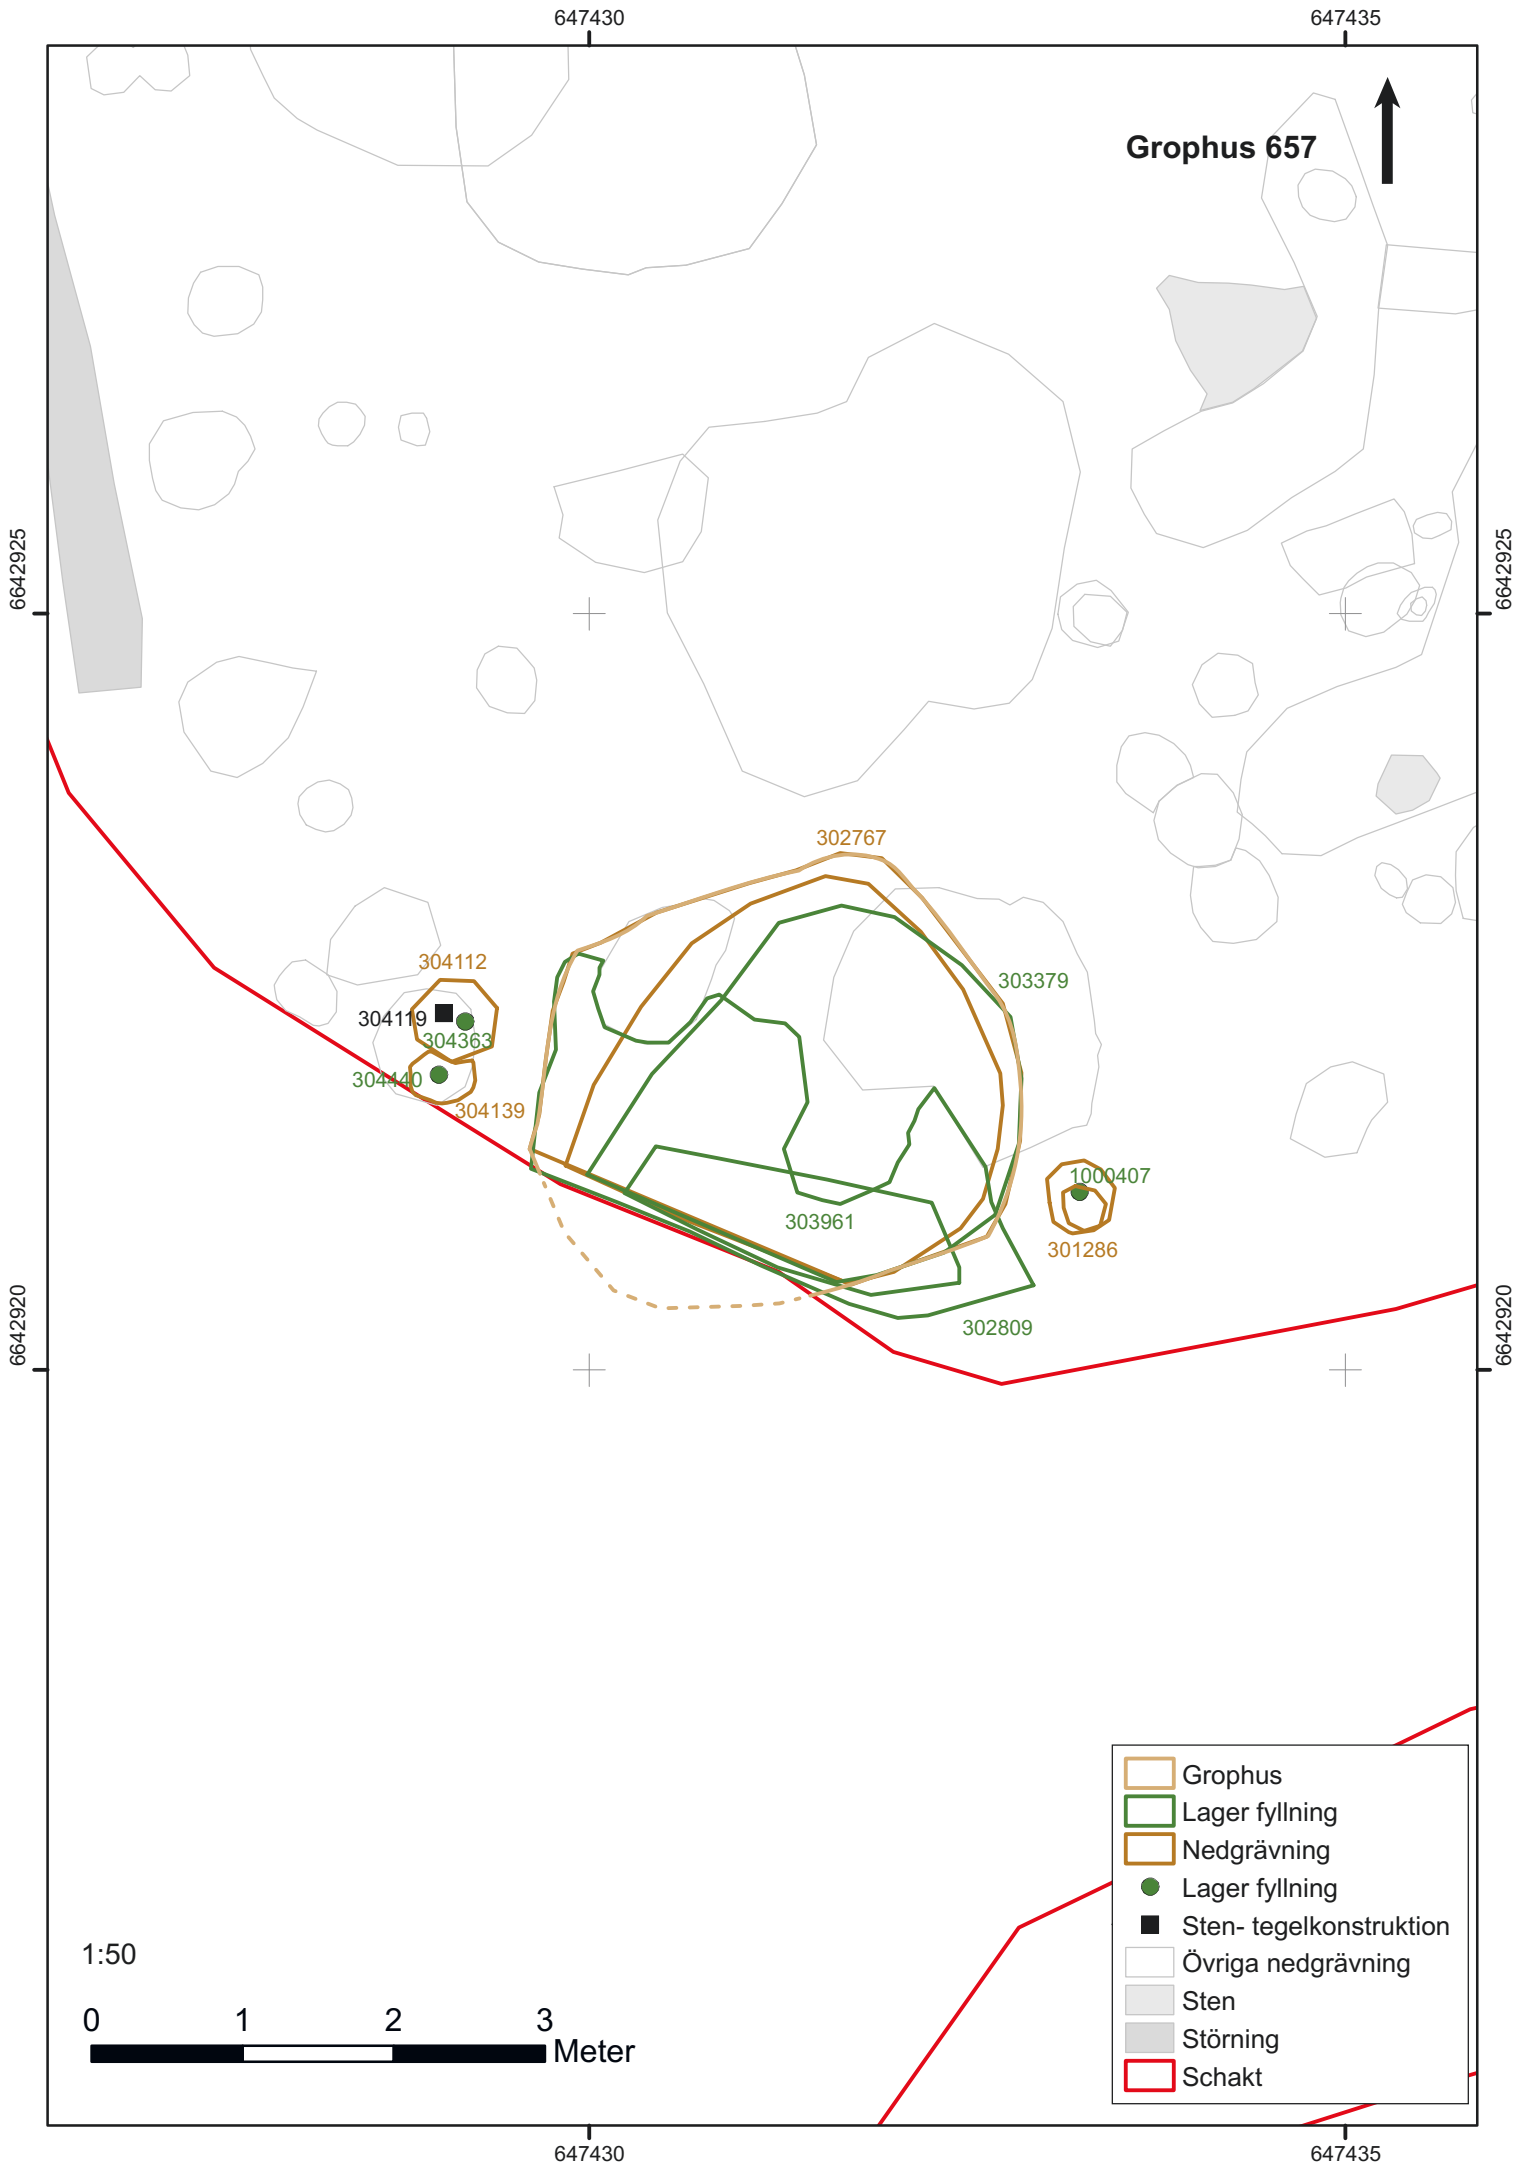 647430
647435
Grophus 657
6642925
6642925
302767
304112
303379
304119
304363
304440
304139
1000407
303961
301286
302809
6642920
6642920
Grophus
Lager fyllning
Nedgrävning
Lager fyllning
Sten- tegelkonstruktion
Övriga nedgrävning
Sten
Störning
Schakt
1:50
0 1 2 3
Meter
647430
647435